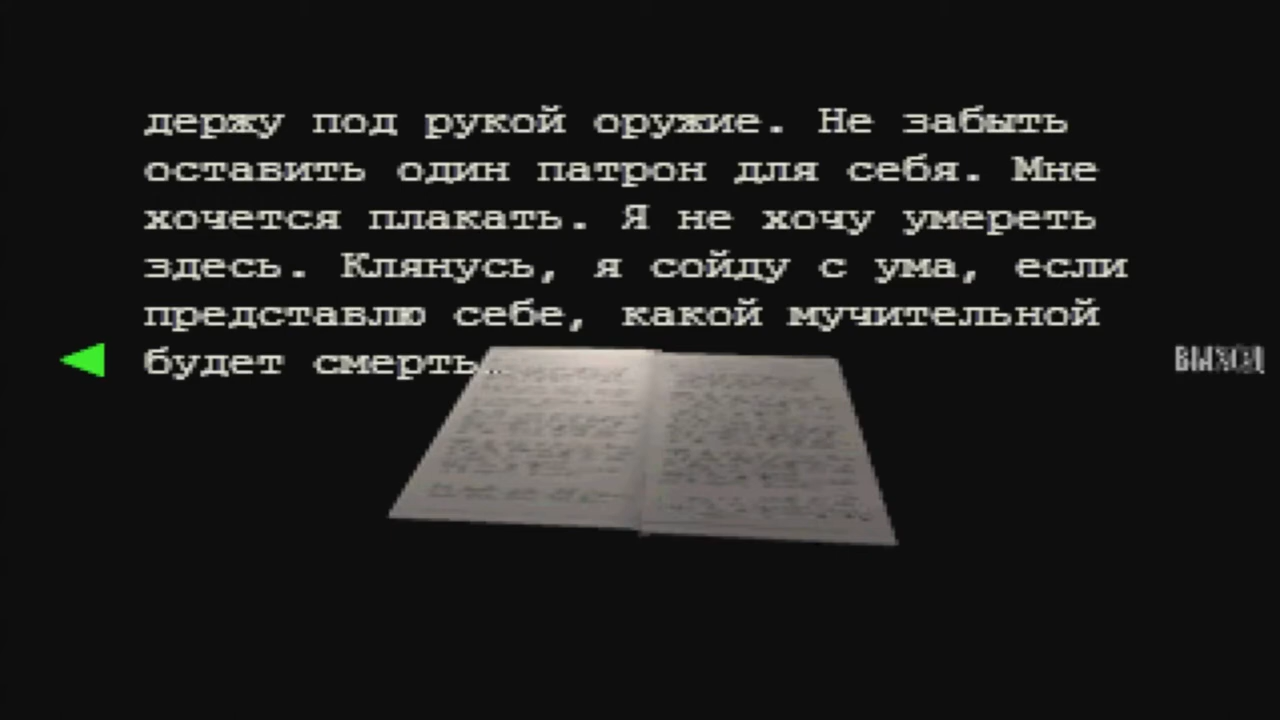 держу под рукой оружие. Не забыть
оставить один патрон для себя. Мне
хочется плакать. Я не хочу умереть
здесь. Клянусь, я сойду с ума, если
представлю себе, какой мучительной
будет смерть…
ВЫХОД